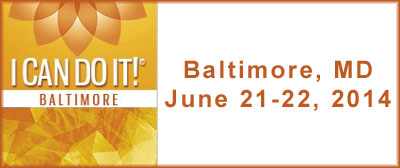 I CAN DO IT!®
BALTIMORE
Baltimore, MD
June 21-22, 2014